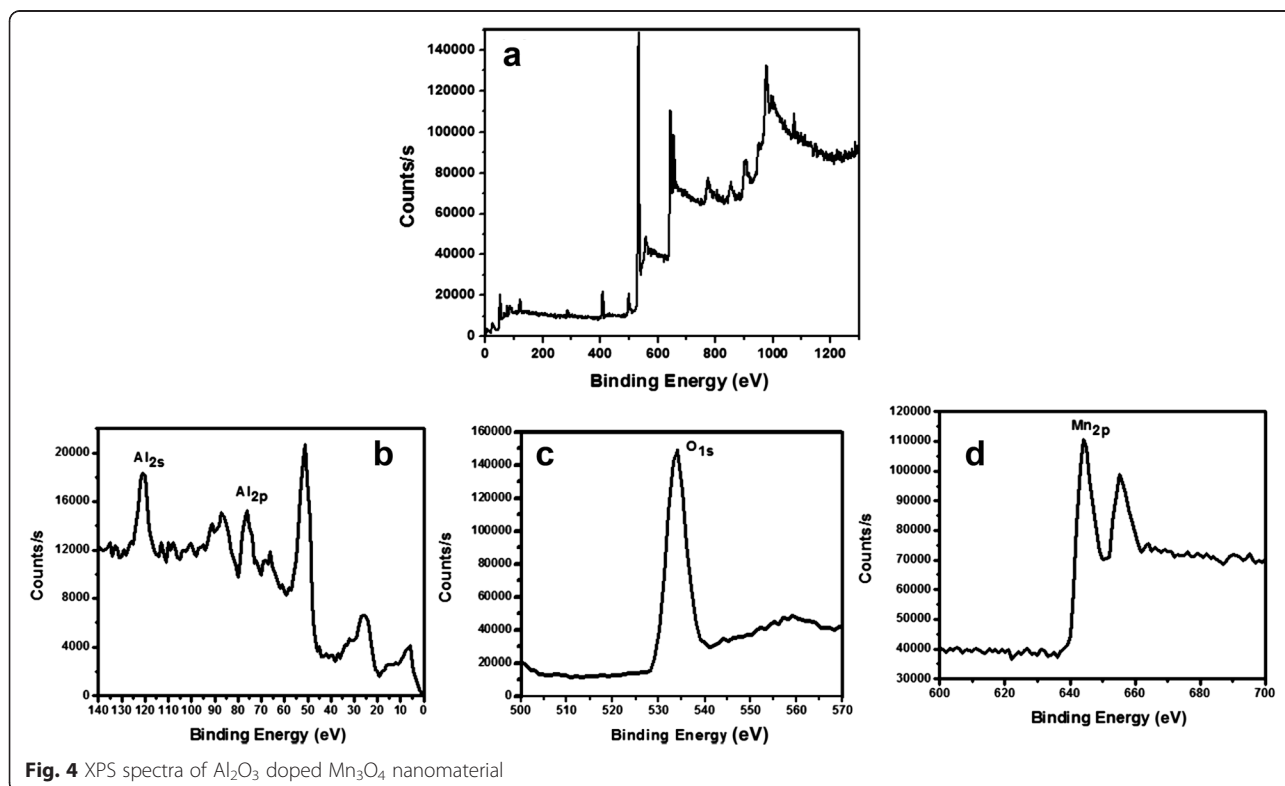 a
140000
120000
100000
80000
60000
40000
20000
0
Counts/s
0 200 400 600 800 1000 1200
Binding Energy (eV)
b
Al2s
Al2p
20000
16000
12000
8000
4000
0
Counts/s
140 130 120 110 100 90 80 70 60 50 40 30 20 10 0
Binding Energy (eV)
c
O1s
160000
140000
120000
100000
80000
60000
40000
20000
0
Counts/s
500 510 520 530 540 550 560 570
Binding Energy (eV)
d
Mn2p
120000
110000
100000
90000
80000
70000
60000
50000
40000
30000
Counts/s
600 620 640 660 680 700
Binding Energy (eV)
Fig. 4 XPS spectra of Al₂O₃ doped Mn₃O₄ nanomaterial